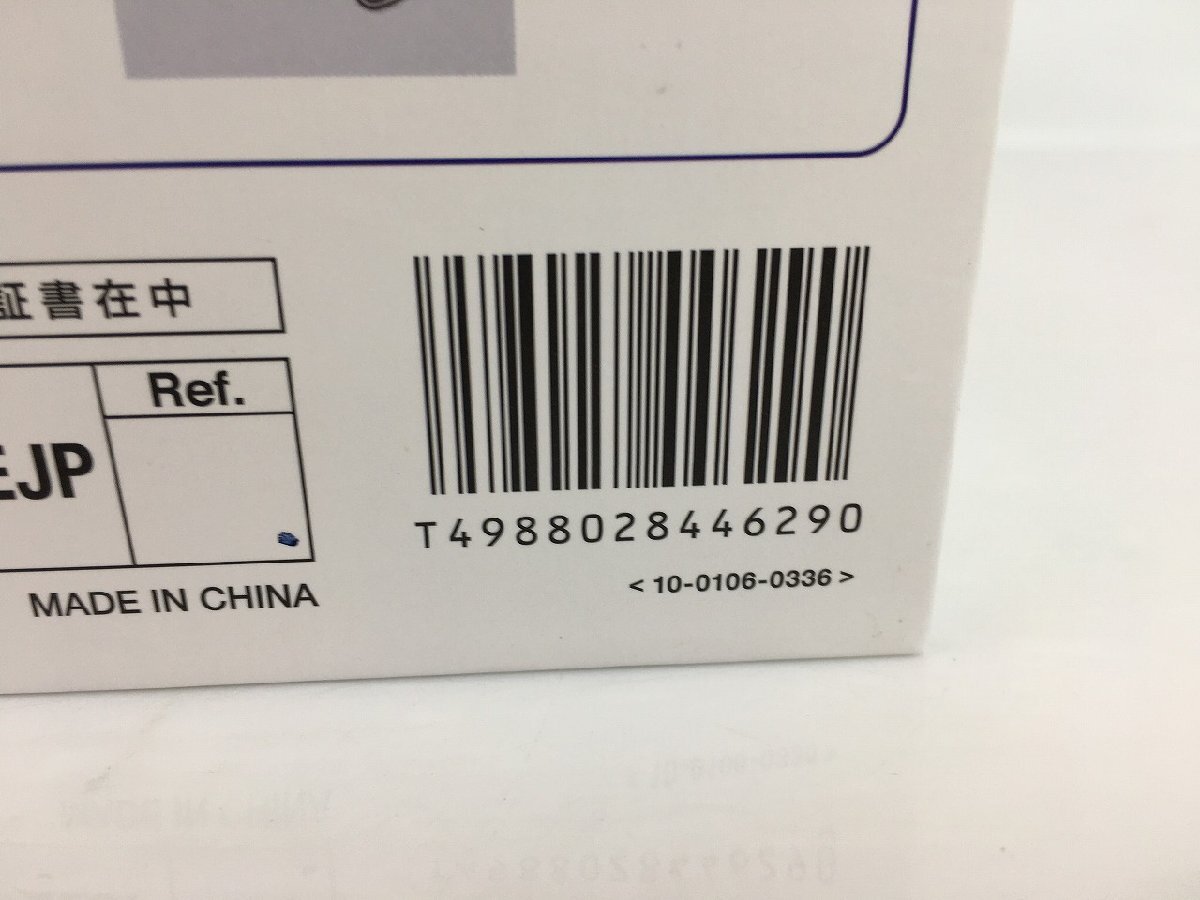 証書在中
Ref.
EJP
MADE IN CHINA
T4988028446290
<10-0106-0336>